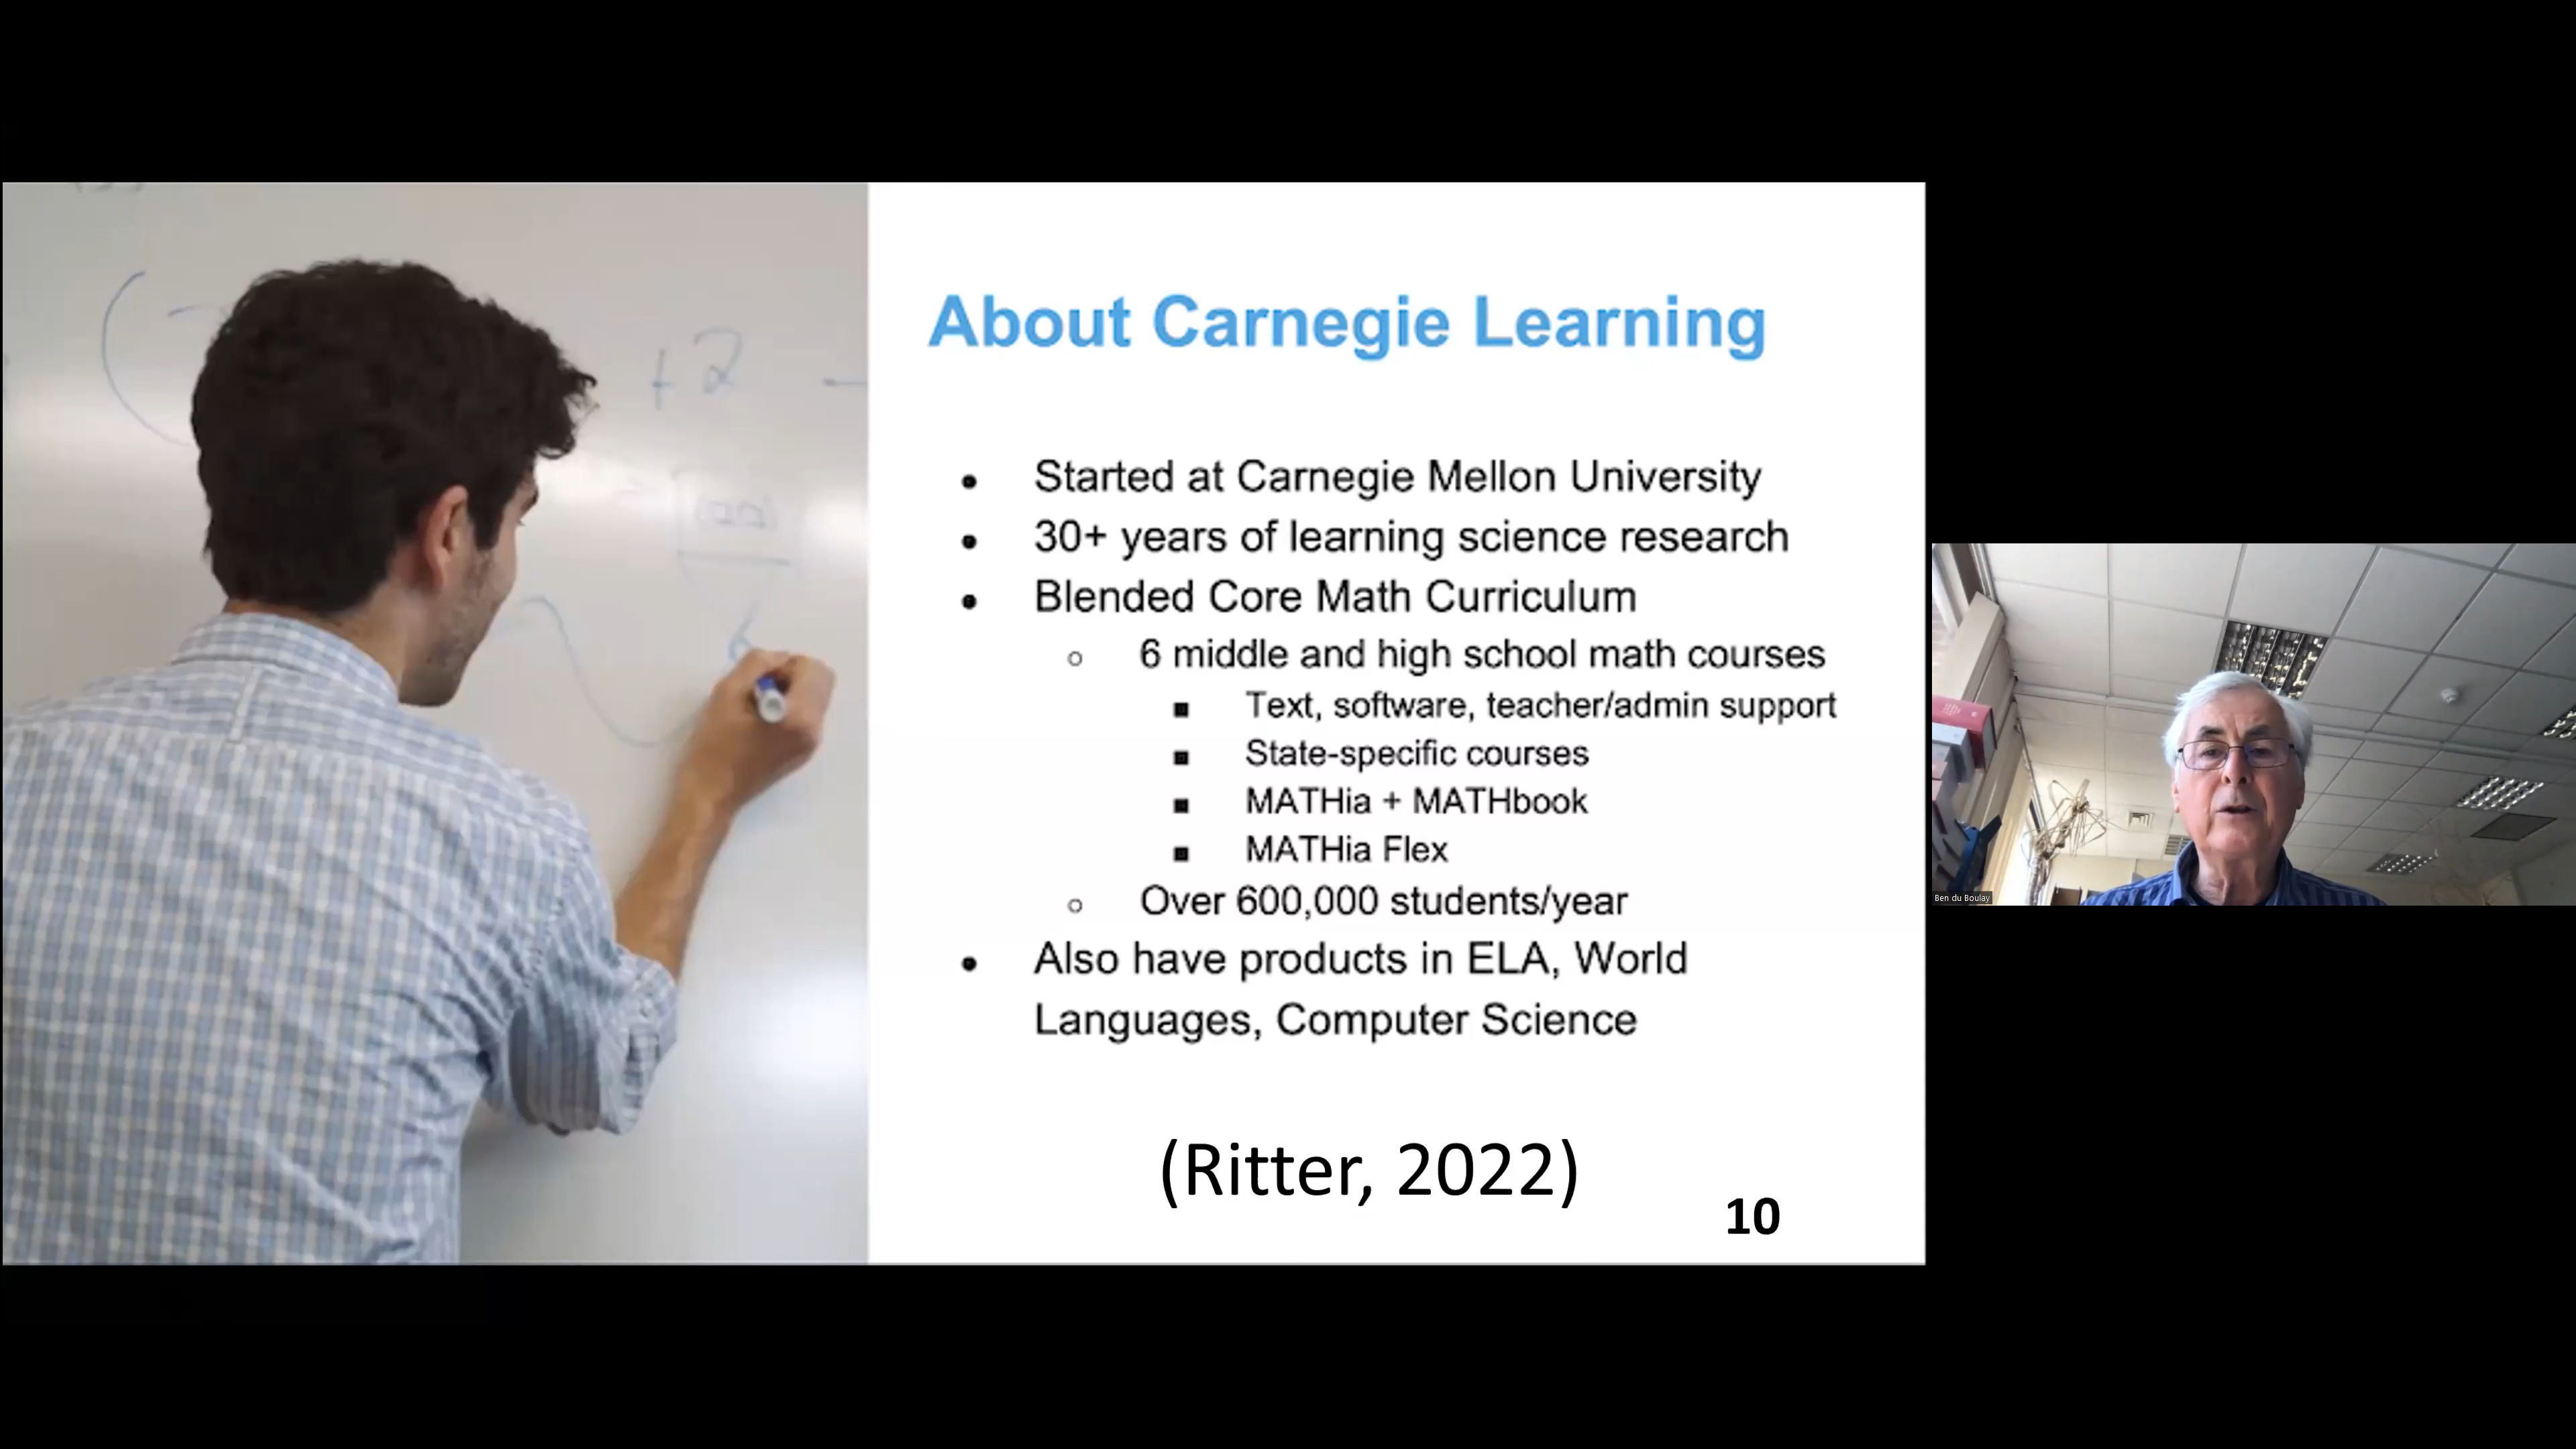 About Carnegie Learning
• Started at Carnegie Mellon University
• 30+ years of learning science research
• Blended Core Math Curriculum
○ 6 middle and high school math courses
■ Text, software, teacher/admin support
■ State-specific courses
■ MATHia + MATHbook
■ MATHia Flex
○ Over 600,000 students/year
• Also have products in ELA, World
Languages, Computer Science
(Ritter, 2022)
10
+2 -
Ben du Boulay